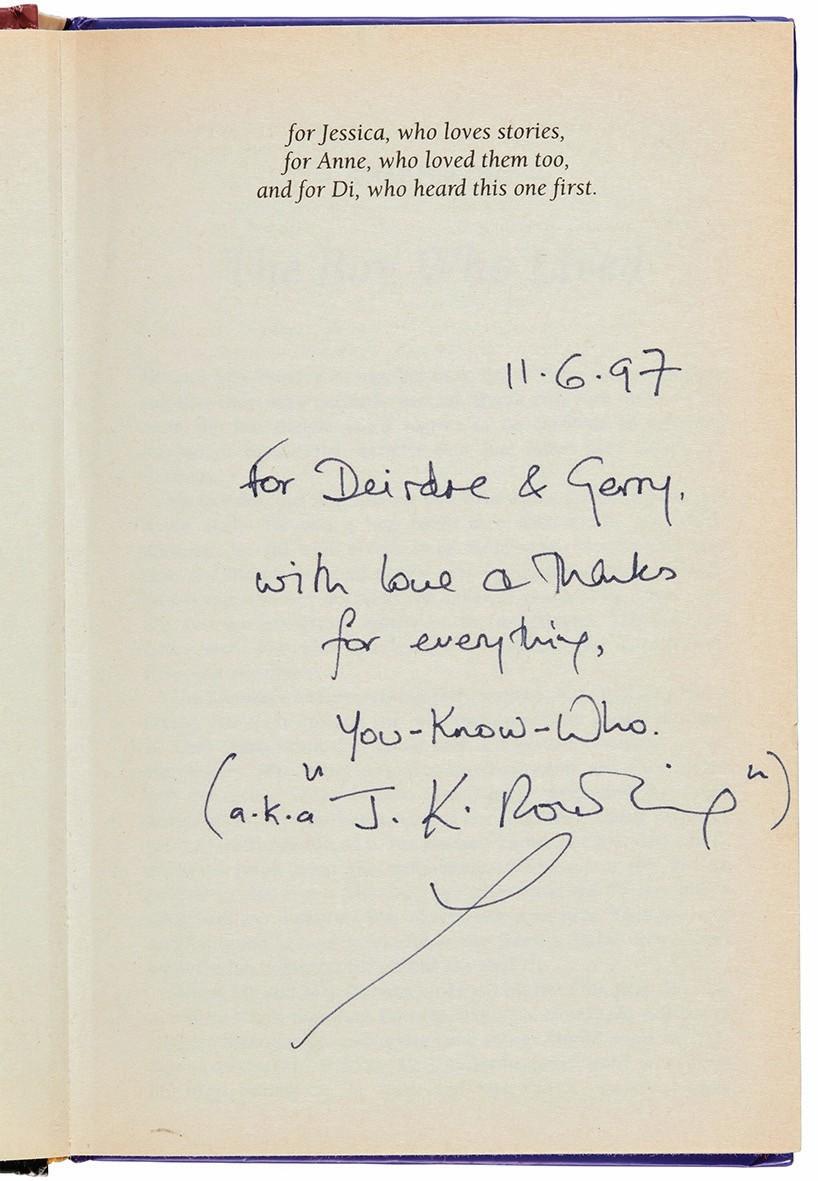 for Jessica, who loves stories,
for Anne, who loved them too,
and for Di, who heard this one first.
11.6.97
For Deirdre & Gerry,
with love & thanks
for everything,
You-Know-Who.
(a.k.a "J. K. Rowling")